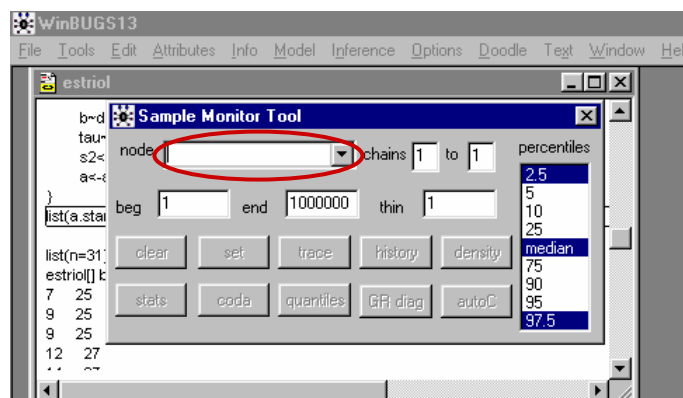 WinBUGS13
File Tools Edit Attributes Info Model Inference Options Doodle Text Window
estriol
b~d
s2<
}
list(a.star
list(n=31)
estriol[] b
7 25
9 25
9 25
12 27
Sample Monitor Tool
node chains 1 to 1 percentiles
beg 1 end 1000000 thin 1
clear set trace history density
stats coda quantiles GR diag autoC
2.5
5
10
25
median
75
90
95
97.5